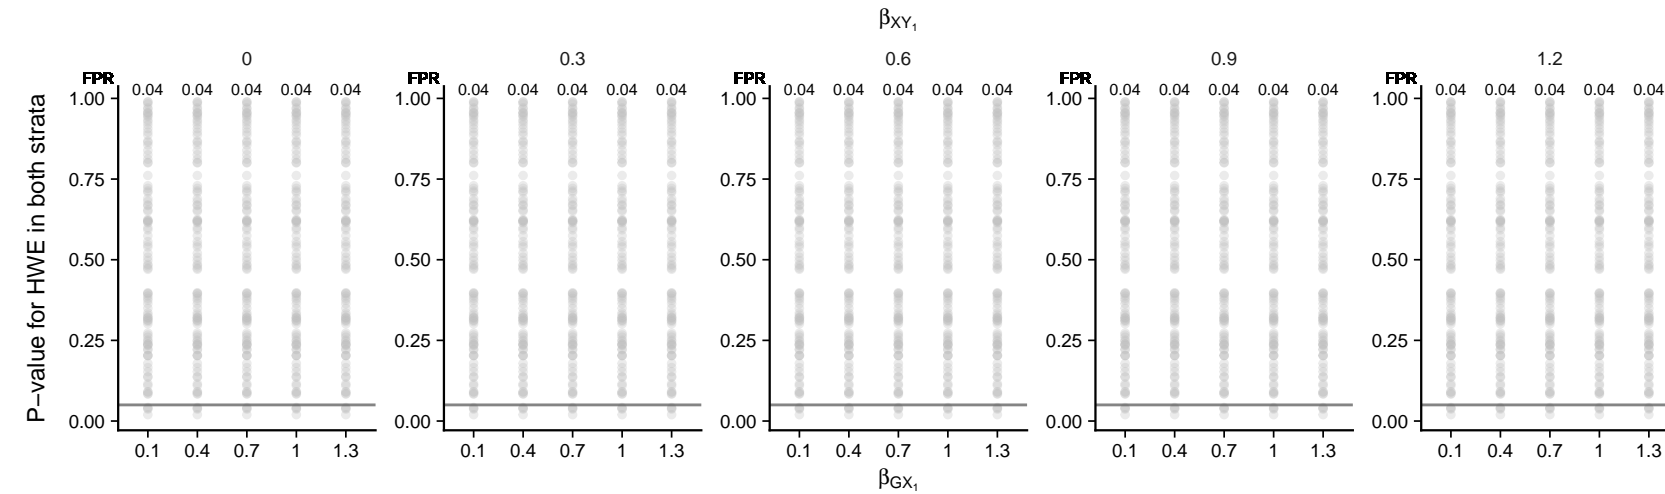 βXY₁
0 0.3 0.6 0.9 1.2
FPR FPR FPR FPR FPR
0.04 0.04 0.04 0.04 0.04 0.04 0.04 0.04 0.04 0.04 0.04 0.04 0.04 0.04 0.04 0.04 0.04 0.04 0.04 0.04 0.04 0.04 0.04 0.04 0.04
P−value for HWE in both strata
1.00 1.00 1.00 1.00 1.00
0.75 0.75 0.75 0.75 0.75
0.50 0.50 0.50 0.50 0.50
0.25 0.25 0.25 0.25 0.25
0.00 0.00 0.00 0.00 0.00
0.1 0.4 0.7 1 1.3 0.1 0.4 0.7 1 1.3 0.1 0.4 0.7 1 1.3 0.1 0.4 0.7 1 1.3 0.1 0.4 0.7 1 1.3
βGX₁